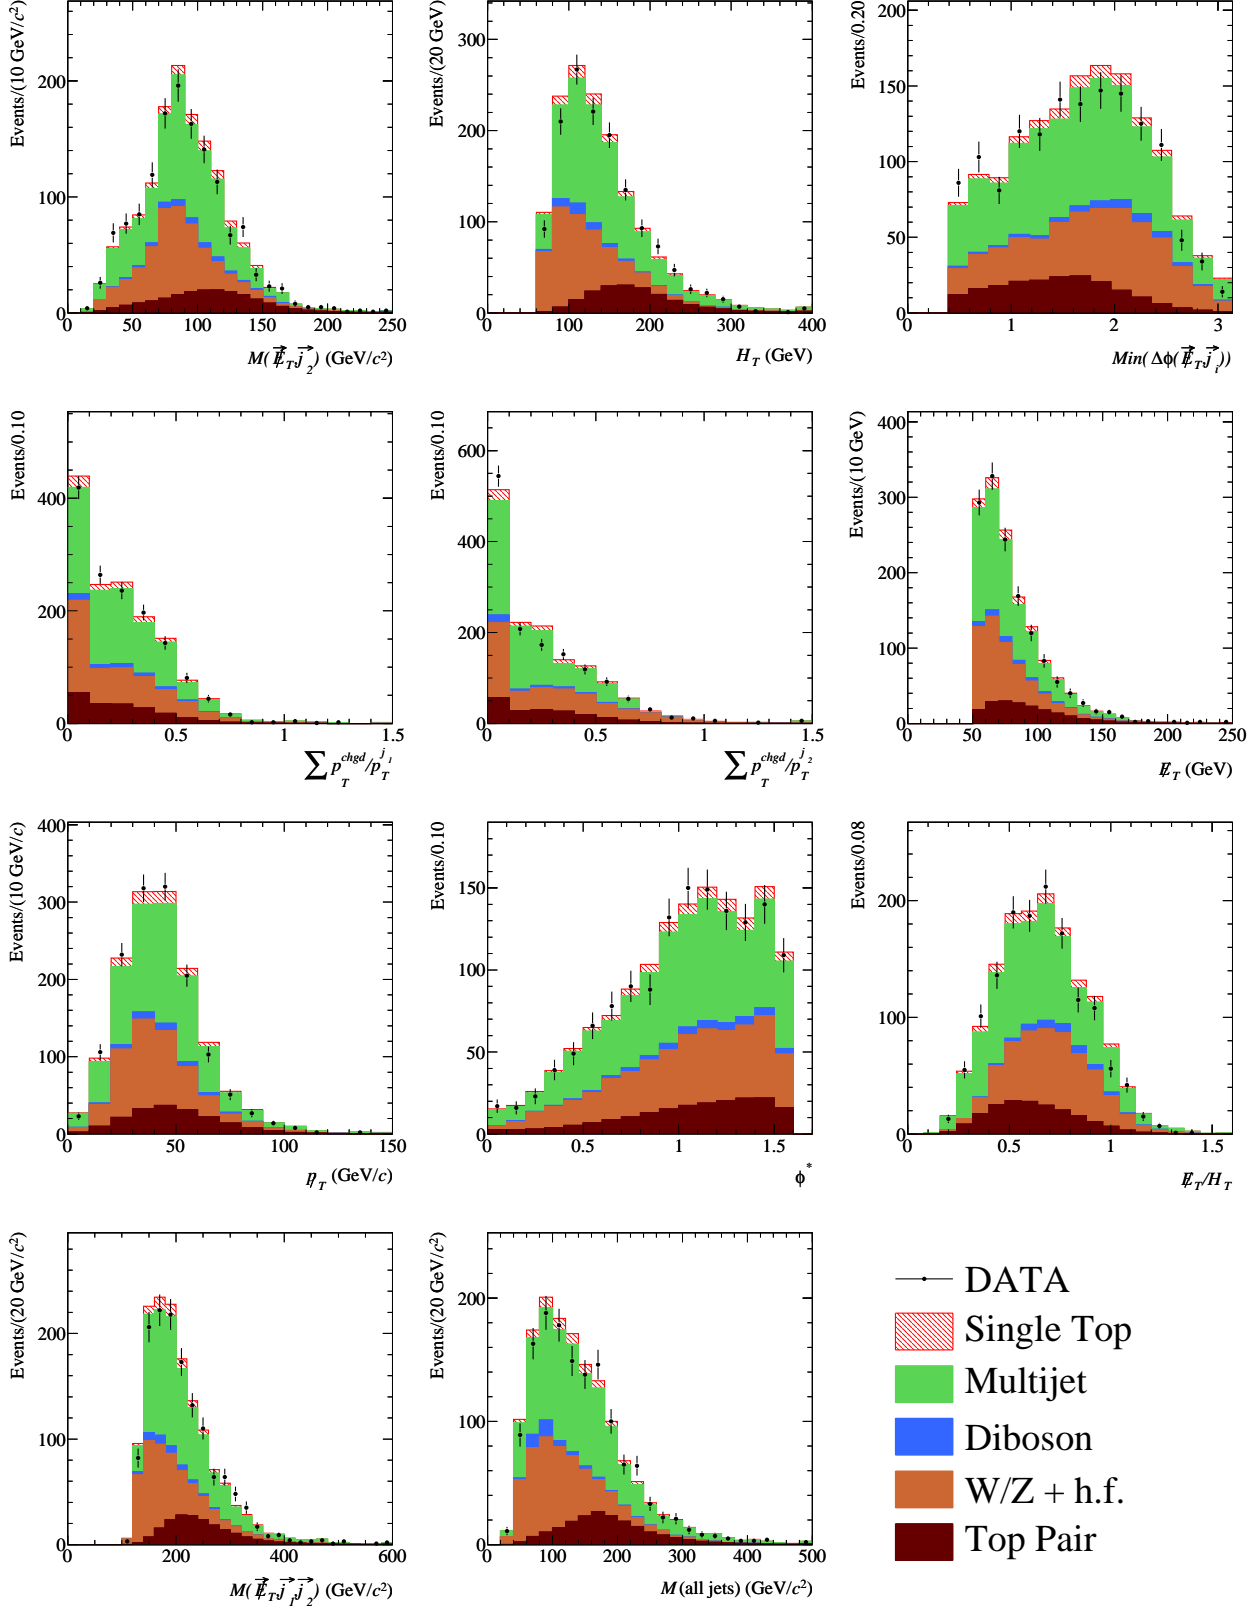 Events/(10 GeV/c²)
200
100
0
0 50 100 150 200 250
M(E̸_T,j_2) (GeV/c²)
Events/(20 GeV)
300
200
100
0
100 200 300 400
H_T (GeV)
Events/0.20
200
150
100
50
0
0 1 2 3
Min(Δϕ(E̸_T,j_i))
Events/0.10
400
200
0
0 0.5 1 1.5
∑ p_T^chgd/p_T^j_1
Events/0.10
600
400
200
0
0 0.5 1 1.5
∑ p_T^chgd/p_T^j_2
Events/(10 GeV)
400
300
200
100
0
0 50 100 150 200 250
E̸_T (GeV)
Events/(10 GeV/c)
400
300
200
100
0
0 50 100 150
p̸_T (GeV/c)
Events/0.10
150
100
50
0
0 0.5 1 1.5
ϕ*
Events/0.08
200
100
0
0 0.5 1 1.5
E̸_T/H_T
Events/(20 GeV/c²)
200
100
0
0 200 400 600
M(E̸_T,j_1,j_2) (GeV/c²)
Events/(20 GeV/c²)
200
100
0
0 100 200 300 400 500
M(all jets) (GeV/c²)
DATA
Single Top
Multijet
Diboson
W/Z + h.f.
Top Pair